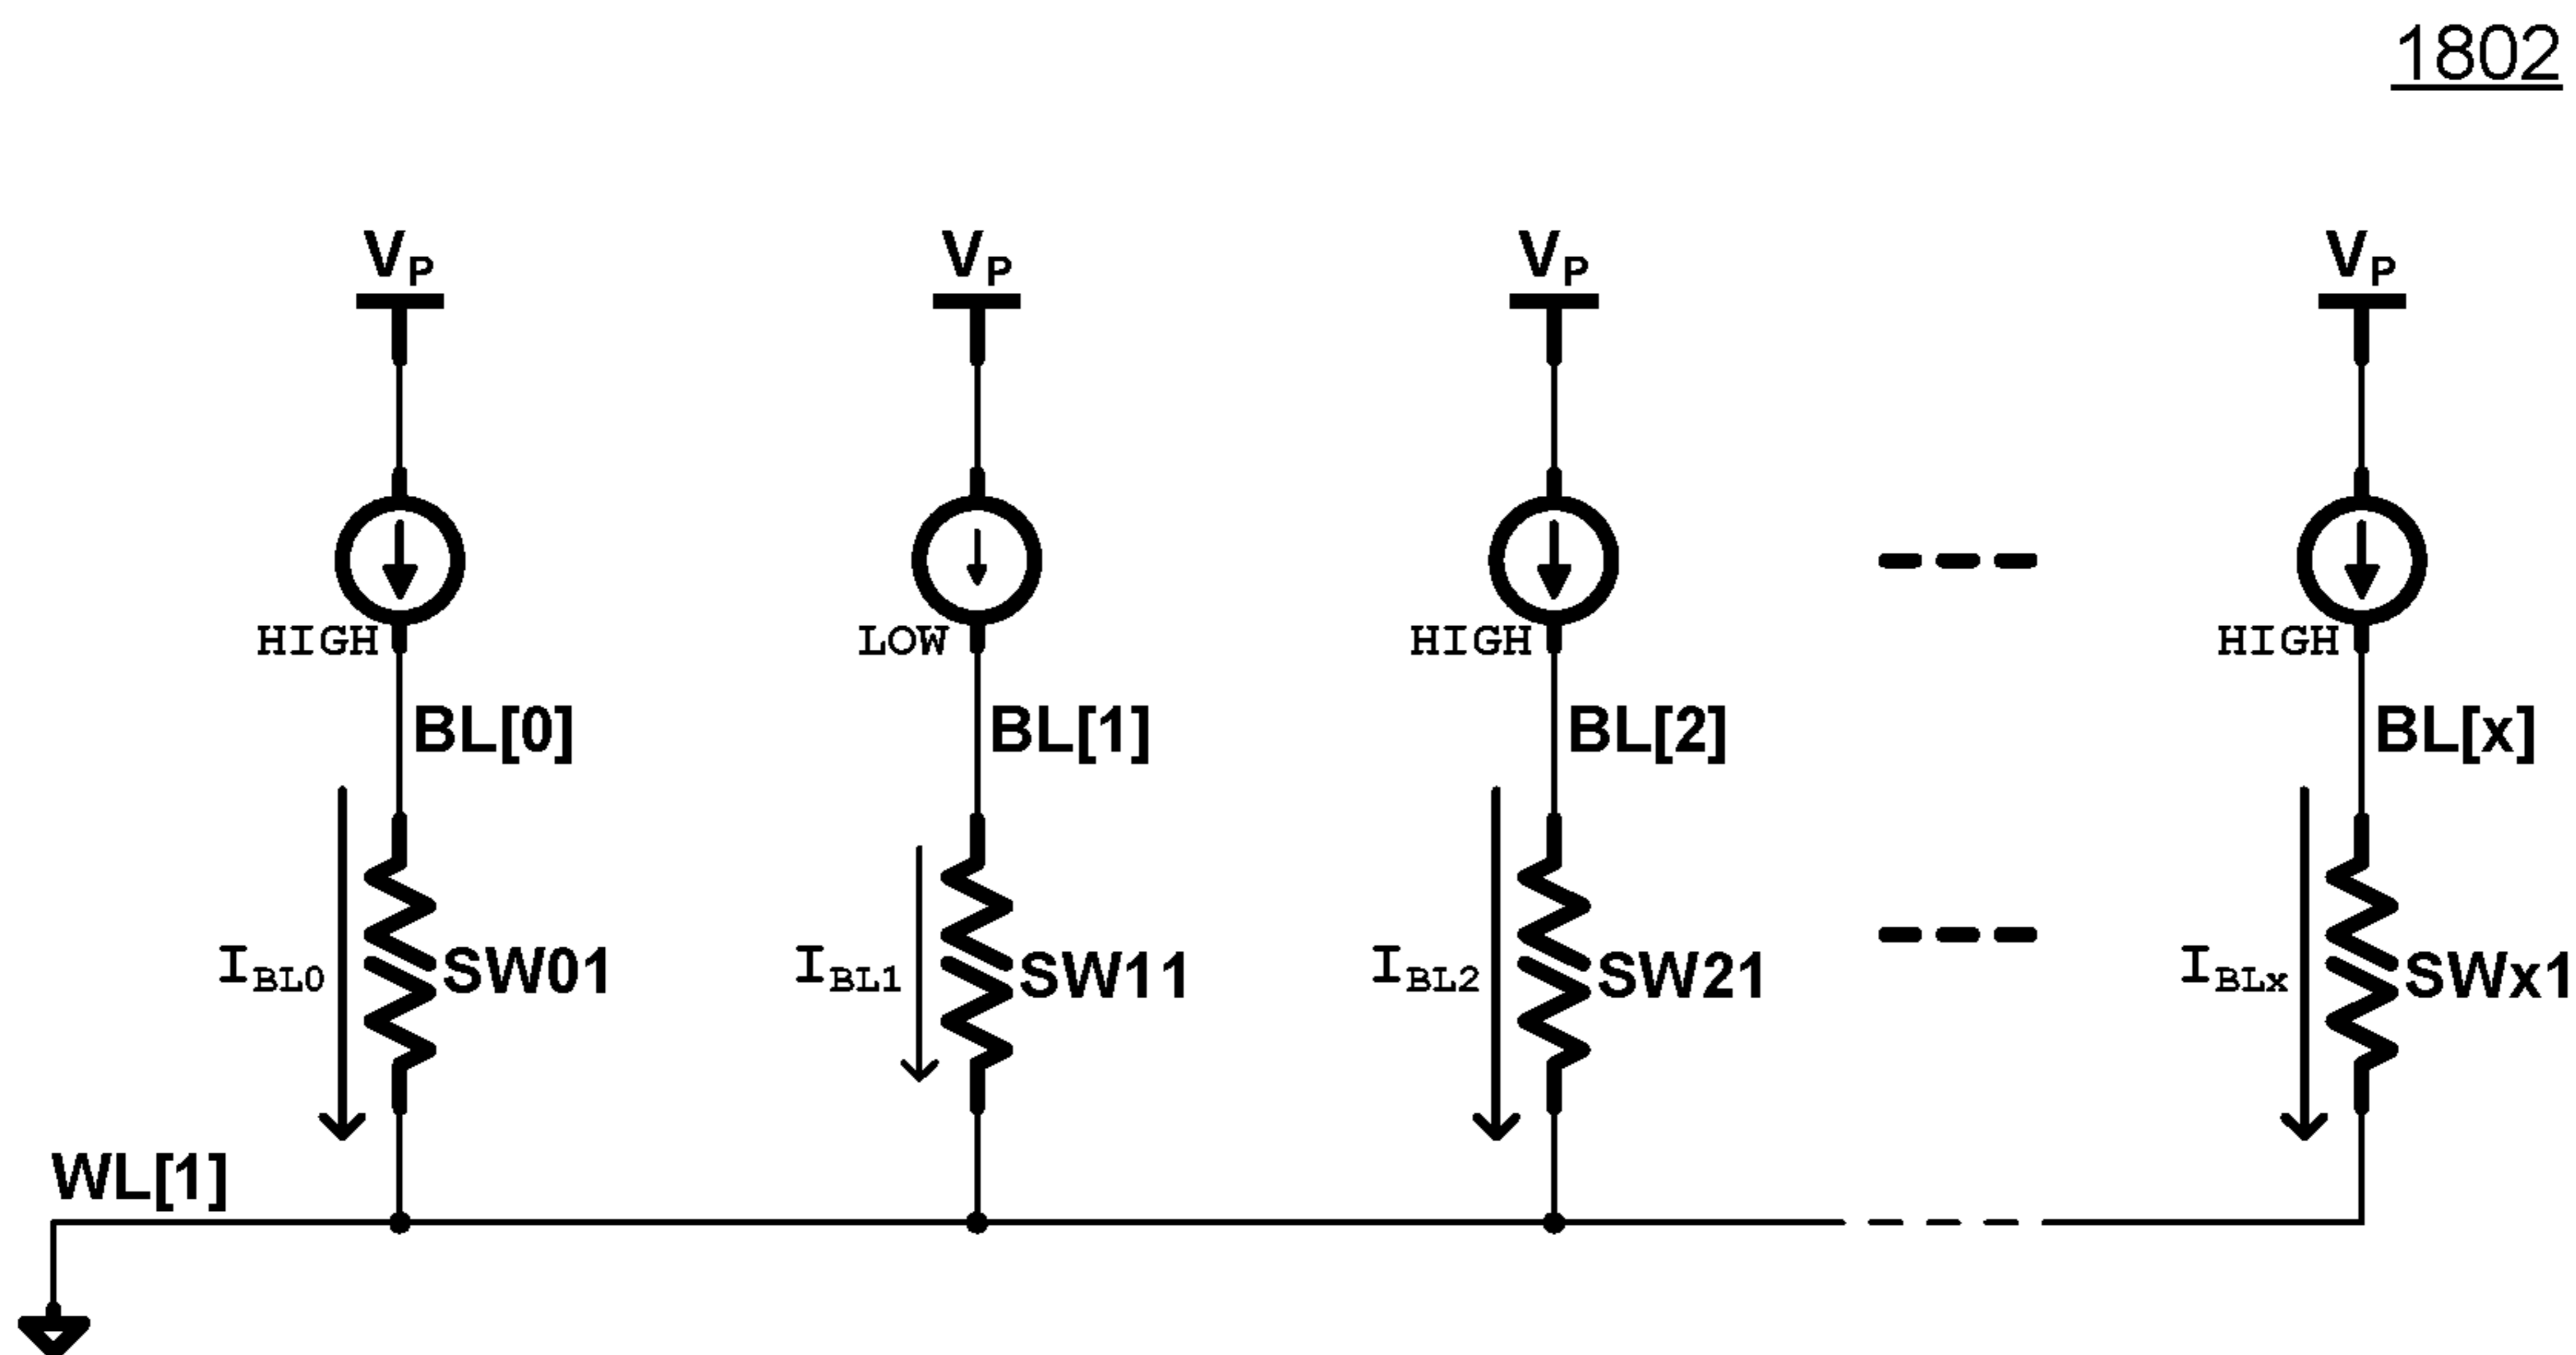 1802
VP VP VP VP
HIGH LOW HIGH HIGH
BL[0] BL[1] BL[2] BL[x]
IBL0 SW01 IBL1 SW11 IBL2 SW21 IBLx SWx1
WL[1]